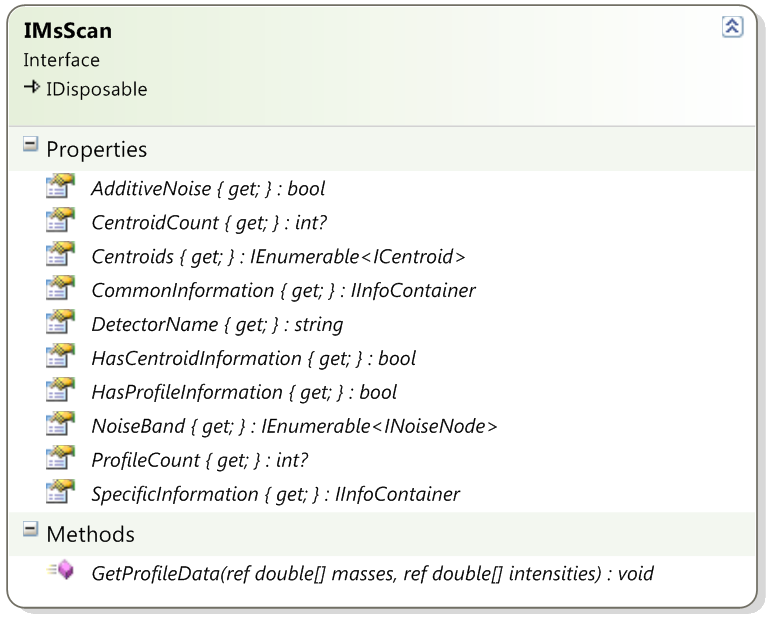 IMsScan
Interface
IDisposable
Properties
AdditiveNoise { get; } : bool
CentroidCount { get; } : int?
Centroids { get; } : IEnumerable<ICentroid>
CommonInformation { get; } : IInfoContainer
DetectorName { get; } : string
HasCentroidInformation { get; } : bool
HasProfileInformation { get; } : bool
NoiseBand { get; } : IEnumerable<INoiseNode>
ProfileCount { get; } : int?
SpecificInformation { get; } : IInfoContainer
Methods
GetProfileData(ref double[] masses, ref double[] intensities) : void